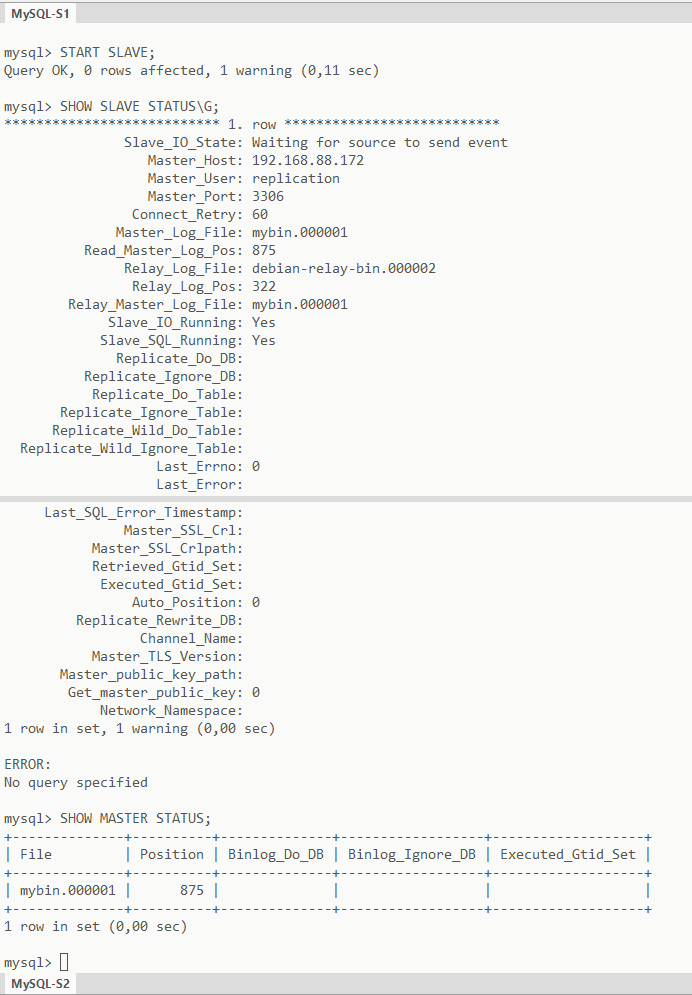 MySQL-S1
mysql> START SLAVE;
Query OK, 0 rows affected, 1 warning (0,11 sec)
mysql> SHOW SLAVE STATUS\G;
*************************** 1. row ***************************
Slave_IO_State: Waiting for source to send event
Master_Host: 192.168.88.172
Master_User: replication
Master_Port: 3306
Connect_Retry: 60
Master_Log_File: mybin.000001
Read_Master_Log_Pos: 875
Relay_Log_File: debian-relay-bin.000002
Relay_Log_Pos: 322
Relay_Master_Log_File: mybin.000001
Slave_IO_Running: Yes
Slave_SQL_Running: Yes
Replicate_Do_DB:
Replicate_Ignore_DB:
Replicate_Do_Table:
Replicate_Ignore_Table:
Replicate_Wild_Do_Table:
Replicate_Wild_Ignore_Table:
Last_Errno: 0
Last_Error:
Last_SQL_Error_Timestamp:
Master_SSL_Crl:
Master_SSL_Crlpath:
Retrieved_Gtid_Set:
Executed_Gtid_Set:
Auto_Position: 0
Replicate_Rewrite_DB:
Channel_Name:
Master_TLS_Version:
Master_public_key_path:
Get_master_public_key: 0
Network_Namespace:
1 row in set, 1 warning (0,00 sec)
ERROR:
No query specified
mysql> SHOW MASTER STATUS;
+--------------+----------+--------------+------------------+-------------------+
| File         | Position | Binlog_Do_DB | Binlog_Ignore_DB | Executed_Gtid_Set |
+--------------+----------+--------------+------------------+-------------------+
| mybin.000001 |      875 |              |                  |                   |
+--------------+----------+--------------+------------------+-------------------+
1 row in set (0,00 sec)
mysql>
MySQL-S2